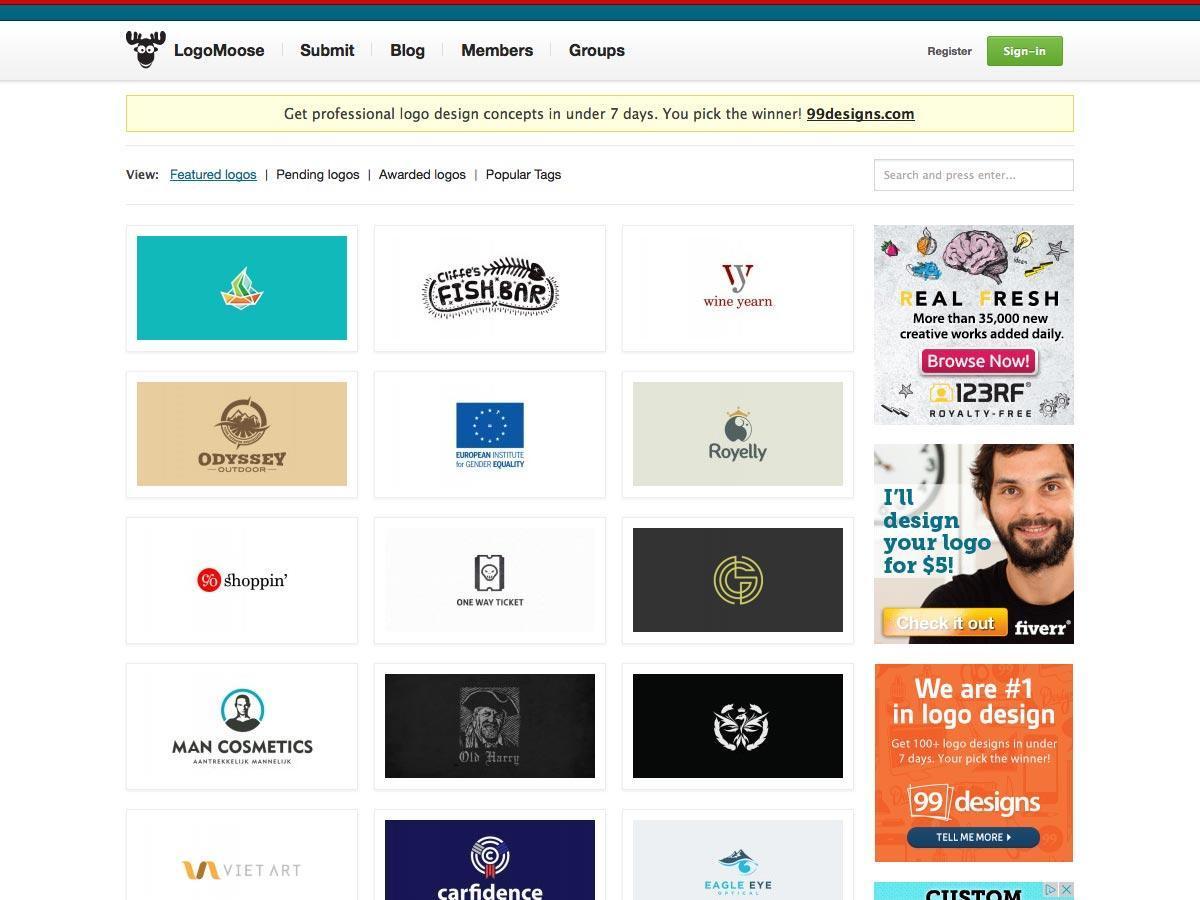 LogoMoose
Submit
Blog
Members
Groups
Register
Sign-in
Get professional logo design concepts in under 7 days. You pick the winner! 99designs.com
View: Featured logos | Pending logos | Awarded logos | Popular Tags
Search and press enter...
Cliffe's
FISH BAR
vy
wine yearn
REAL FRESH
More than 35,000 new
creative works added daily.
Browse Now!
123RF®
ROYALTY-FREE
ODYSSEY
OUTDOOR
EUROPEAN INSTITUTE
for GENDER EQUALITY
Royelly
I'll
design
your logo
for $5!
Check it out
fiverr®
go shoppin'
ONE WAY TICKET
G
MAN COSMETICS
AANTREKKELIJK MANNELIJK
Old Harry
We are #1
in logo design
Get 100+ logo designs in under
7 days. Your pick the winner!
99designs
TELL ME MORE
VIET ART
carfidence
EAGLE EYE
OPTICAL
CUSTOM